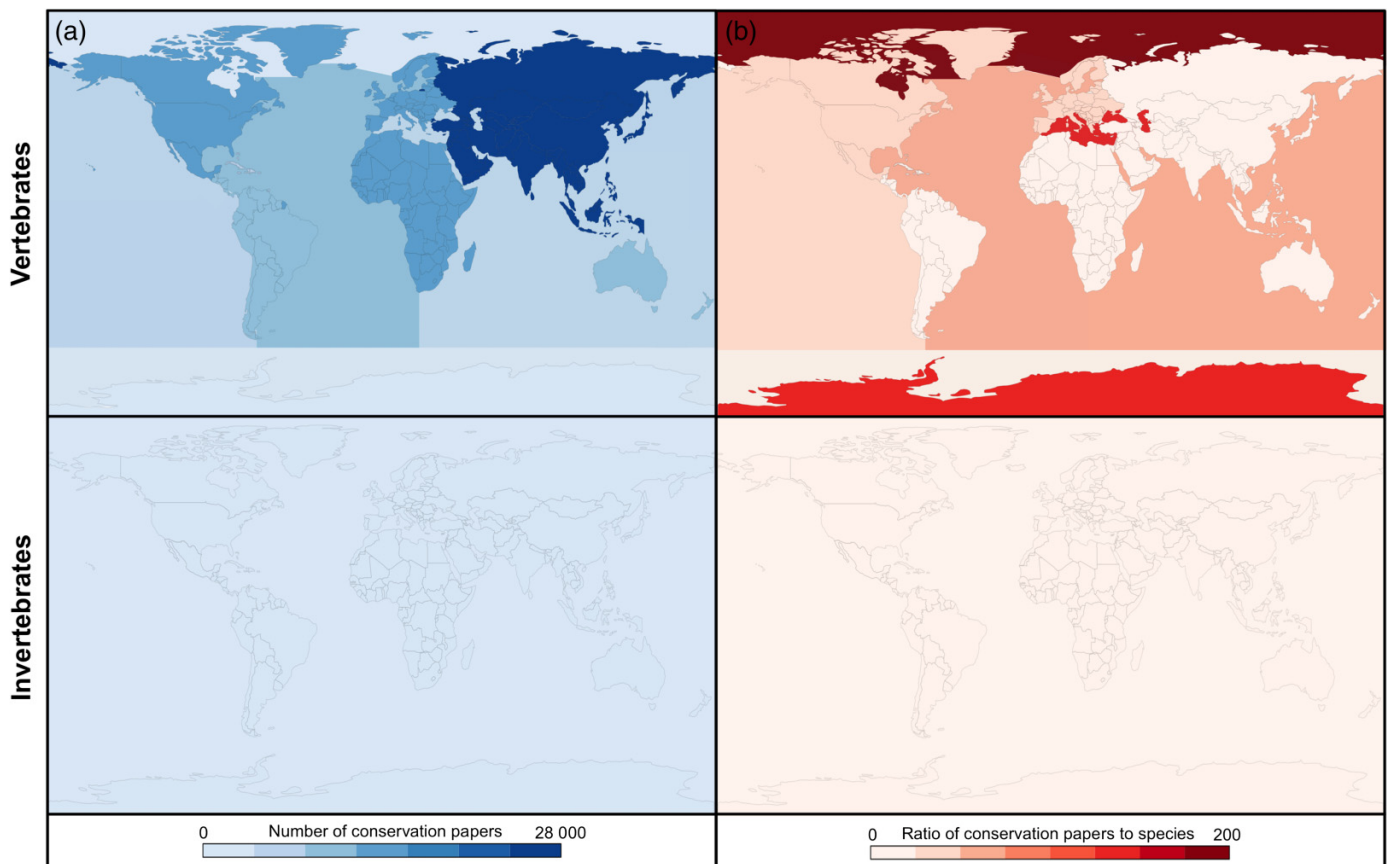 (a)
(b)
Vertebrates
Invertebrates
0 Number of conservation papers 28 000
0 Ratio of conservation papers to species 200